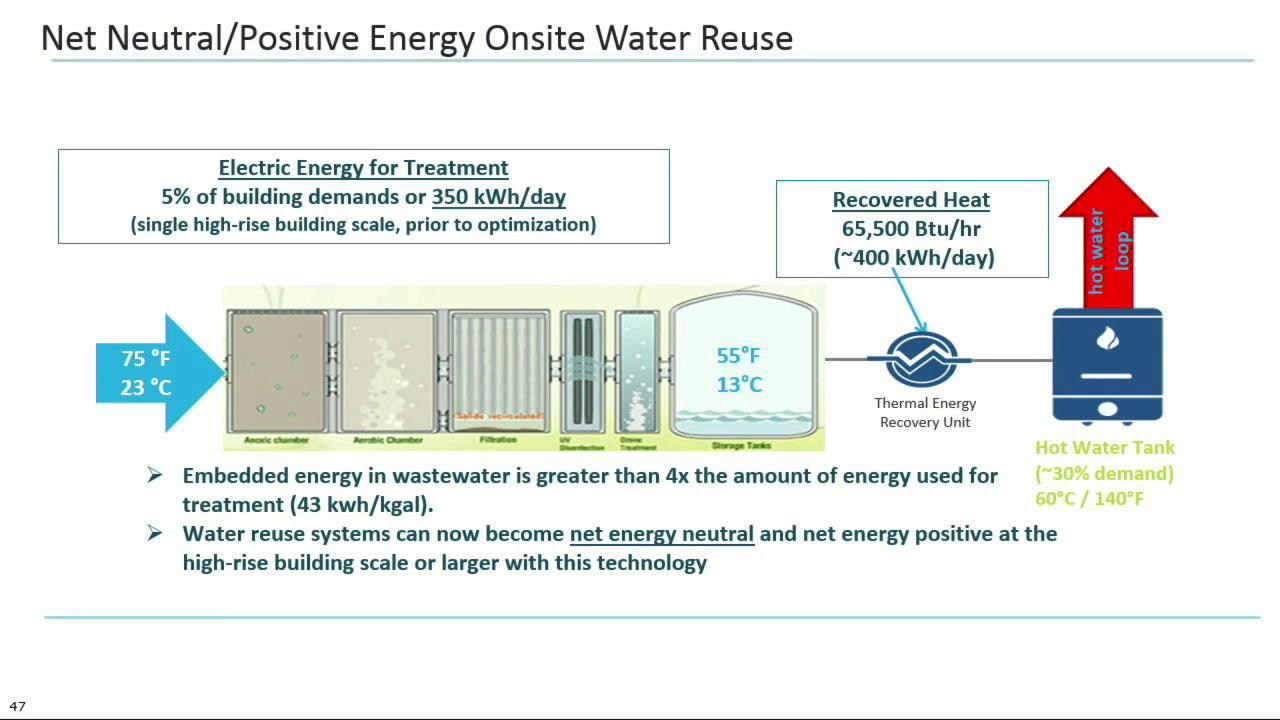 Net Neutral/Positive Energy Onsite Water Reuse
Electric Energy for Treatment
5% of building demands or 350 kWh/day
(single high-rise building scale, prior to optimization)
Recovered Heat
65,500 Btu/hr
(~400 kWh/day)
hot water
loop
75 °F
23 °C
55°F
13°C
(Solids recirculated)
Anoxic chamber
Aerobic Chamber
Filtration
UV
Disenfection
Ozone
Treatment
Storage Tanks
Thermal Energy
Recovery Unit
Hot Water Tank
(~30% demand)
60°C / 140°F
➢ Embedded energy in wastewater is greater than 4x the amount of energy used for
treatment (43 kwh/kgal).
➢ Water reuse systems can now become net energy neutral and net energy positive at the
high-rise building scale or larger with this technology
47